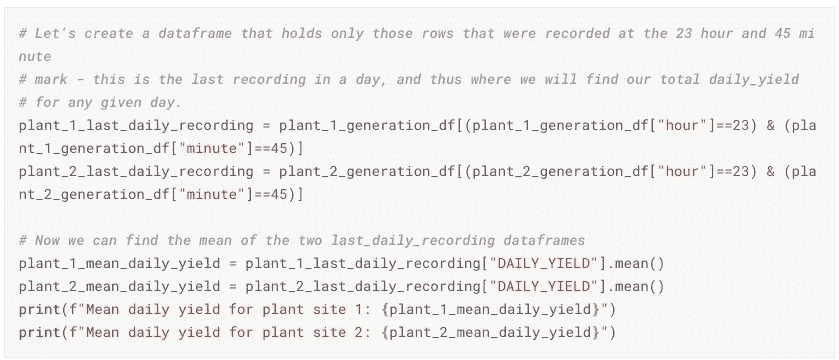 # Let's create a dataframe that holds only those rows that were recorded at the 23 hour and 45 mi
nute
# mark - this is the last recording in a day, and thus where we will find our total daily_yield
# for any given day.
plant_1_last_daily_recording = plant_1_generation_df[(plant_1_generation_df["hour"]==23) & (pla
nt_1_generation_df["minute"]==45)]
plant_2_last_daily_recording = plant_2_generation_df[(plant_2_generation_df["hour"]==23) & (pla
nt_2_generation_df["minute"]==45)]
# Now we can find the mean of the two last_daily_recording dataframes
plant_1_mean_daily_yield = plant_1_last_daily_recording["DAILY_YIELD"].mean()
plant_2_mean_daily_yield = plant_2_last_daily_recording["DAILY_YIELD"].mean()
print(f"Mean daily yield for plant site 1: {plant_1_mean_daily_yield}")
print(f"Mean daily yield for plant site 2: {plant_2_mean_daily_yield}")